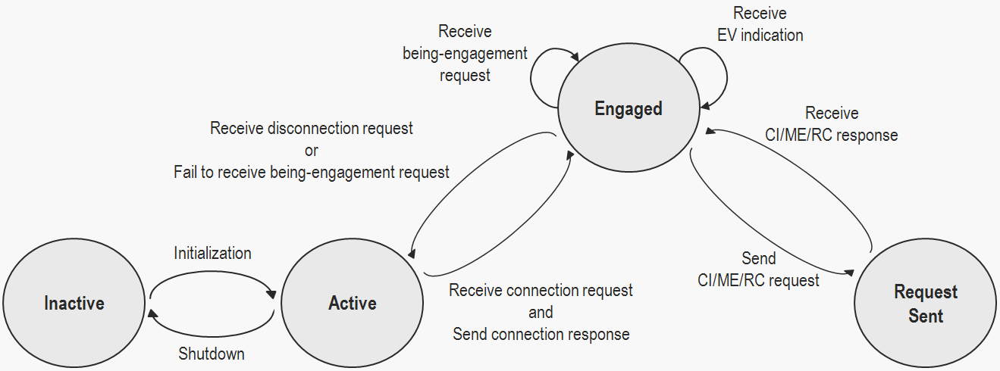 Receive
EV indication
Receive
being-engagement
request
Engaged
Receive
CI/ME/RC response
Receive disconnection request
or
Fail to receive being-engagement request
Initialization
Send
CI/ME/RC request
Inactive
Active
Receive connection request
and
Send connection response
Request
Sent
Shutdown